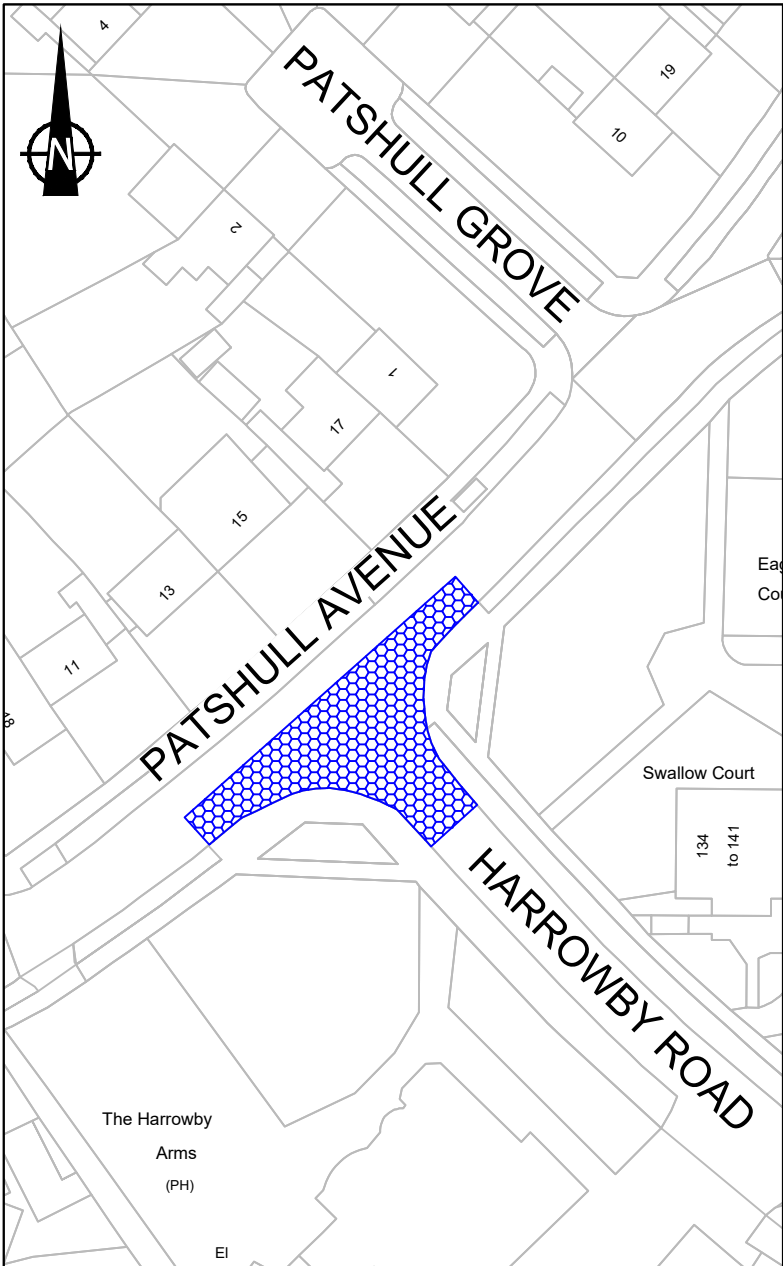 4
N
PATSHULL GROVE
19
10
2
1
17
15
13
11
PATSHULL AVENUE
Swallow Court
134
to 141
HARROWBY ROAD
The Harrowby
Arms
(PH)
El